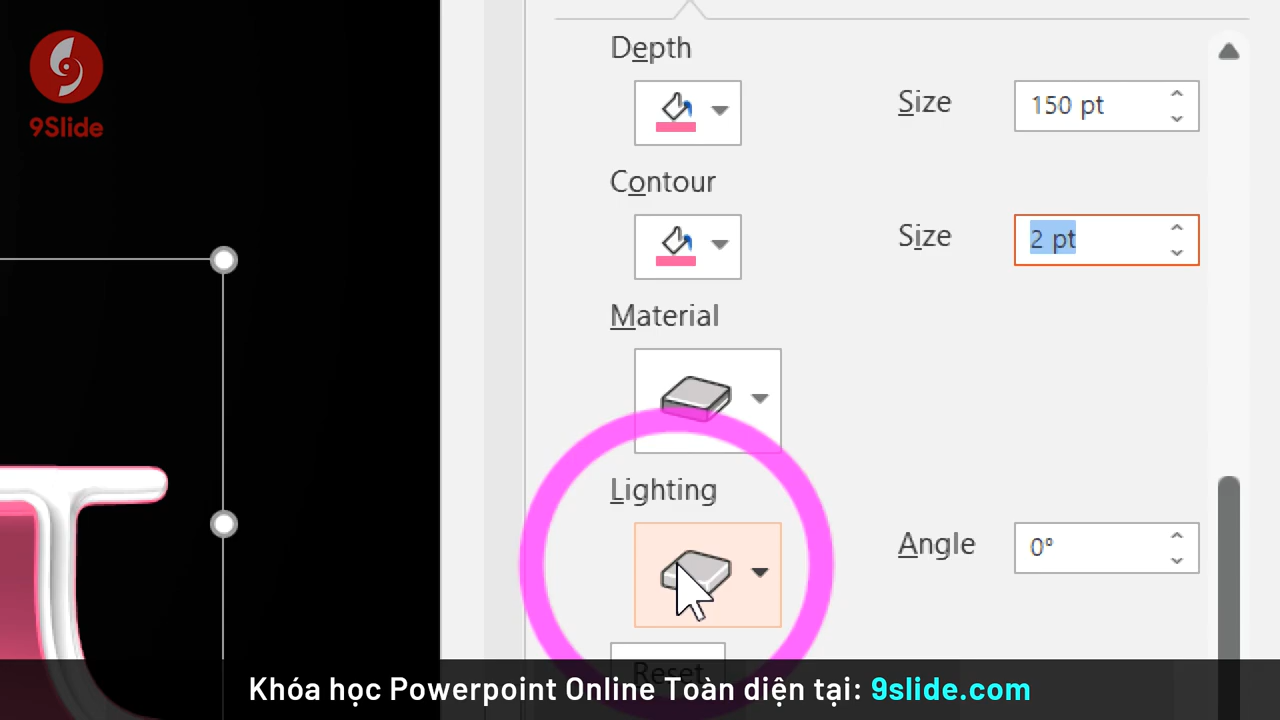 9Slide
Depth
Size
150 pt
Contour
Size
2 pt
Material
Lighting
Angle
0°
Reset
Khóa học Powerpoint Online Toàn diện tại: 9slide.com